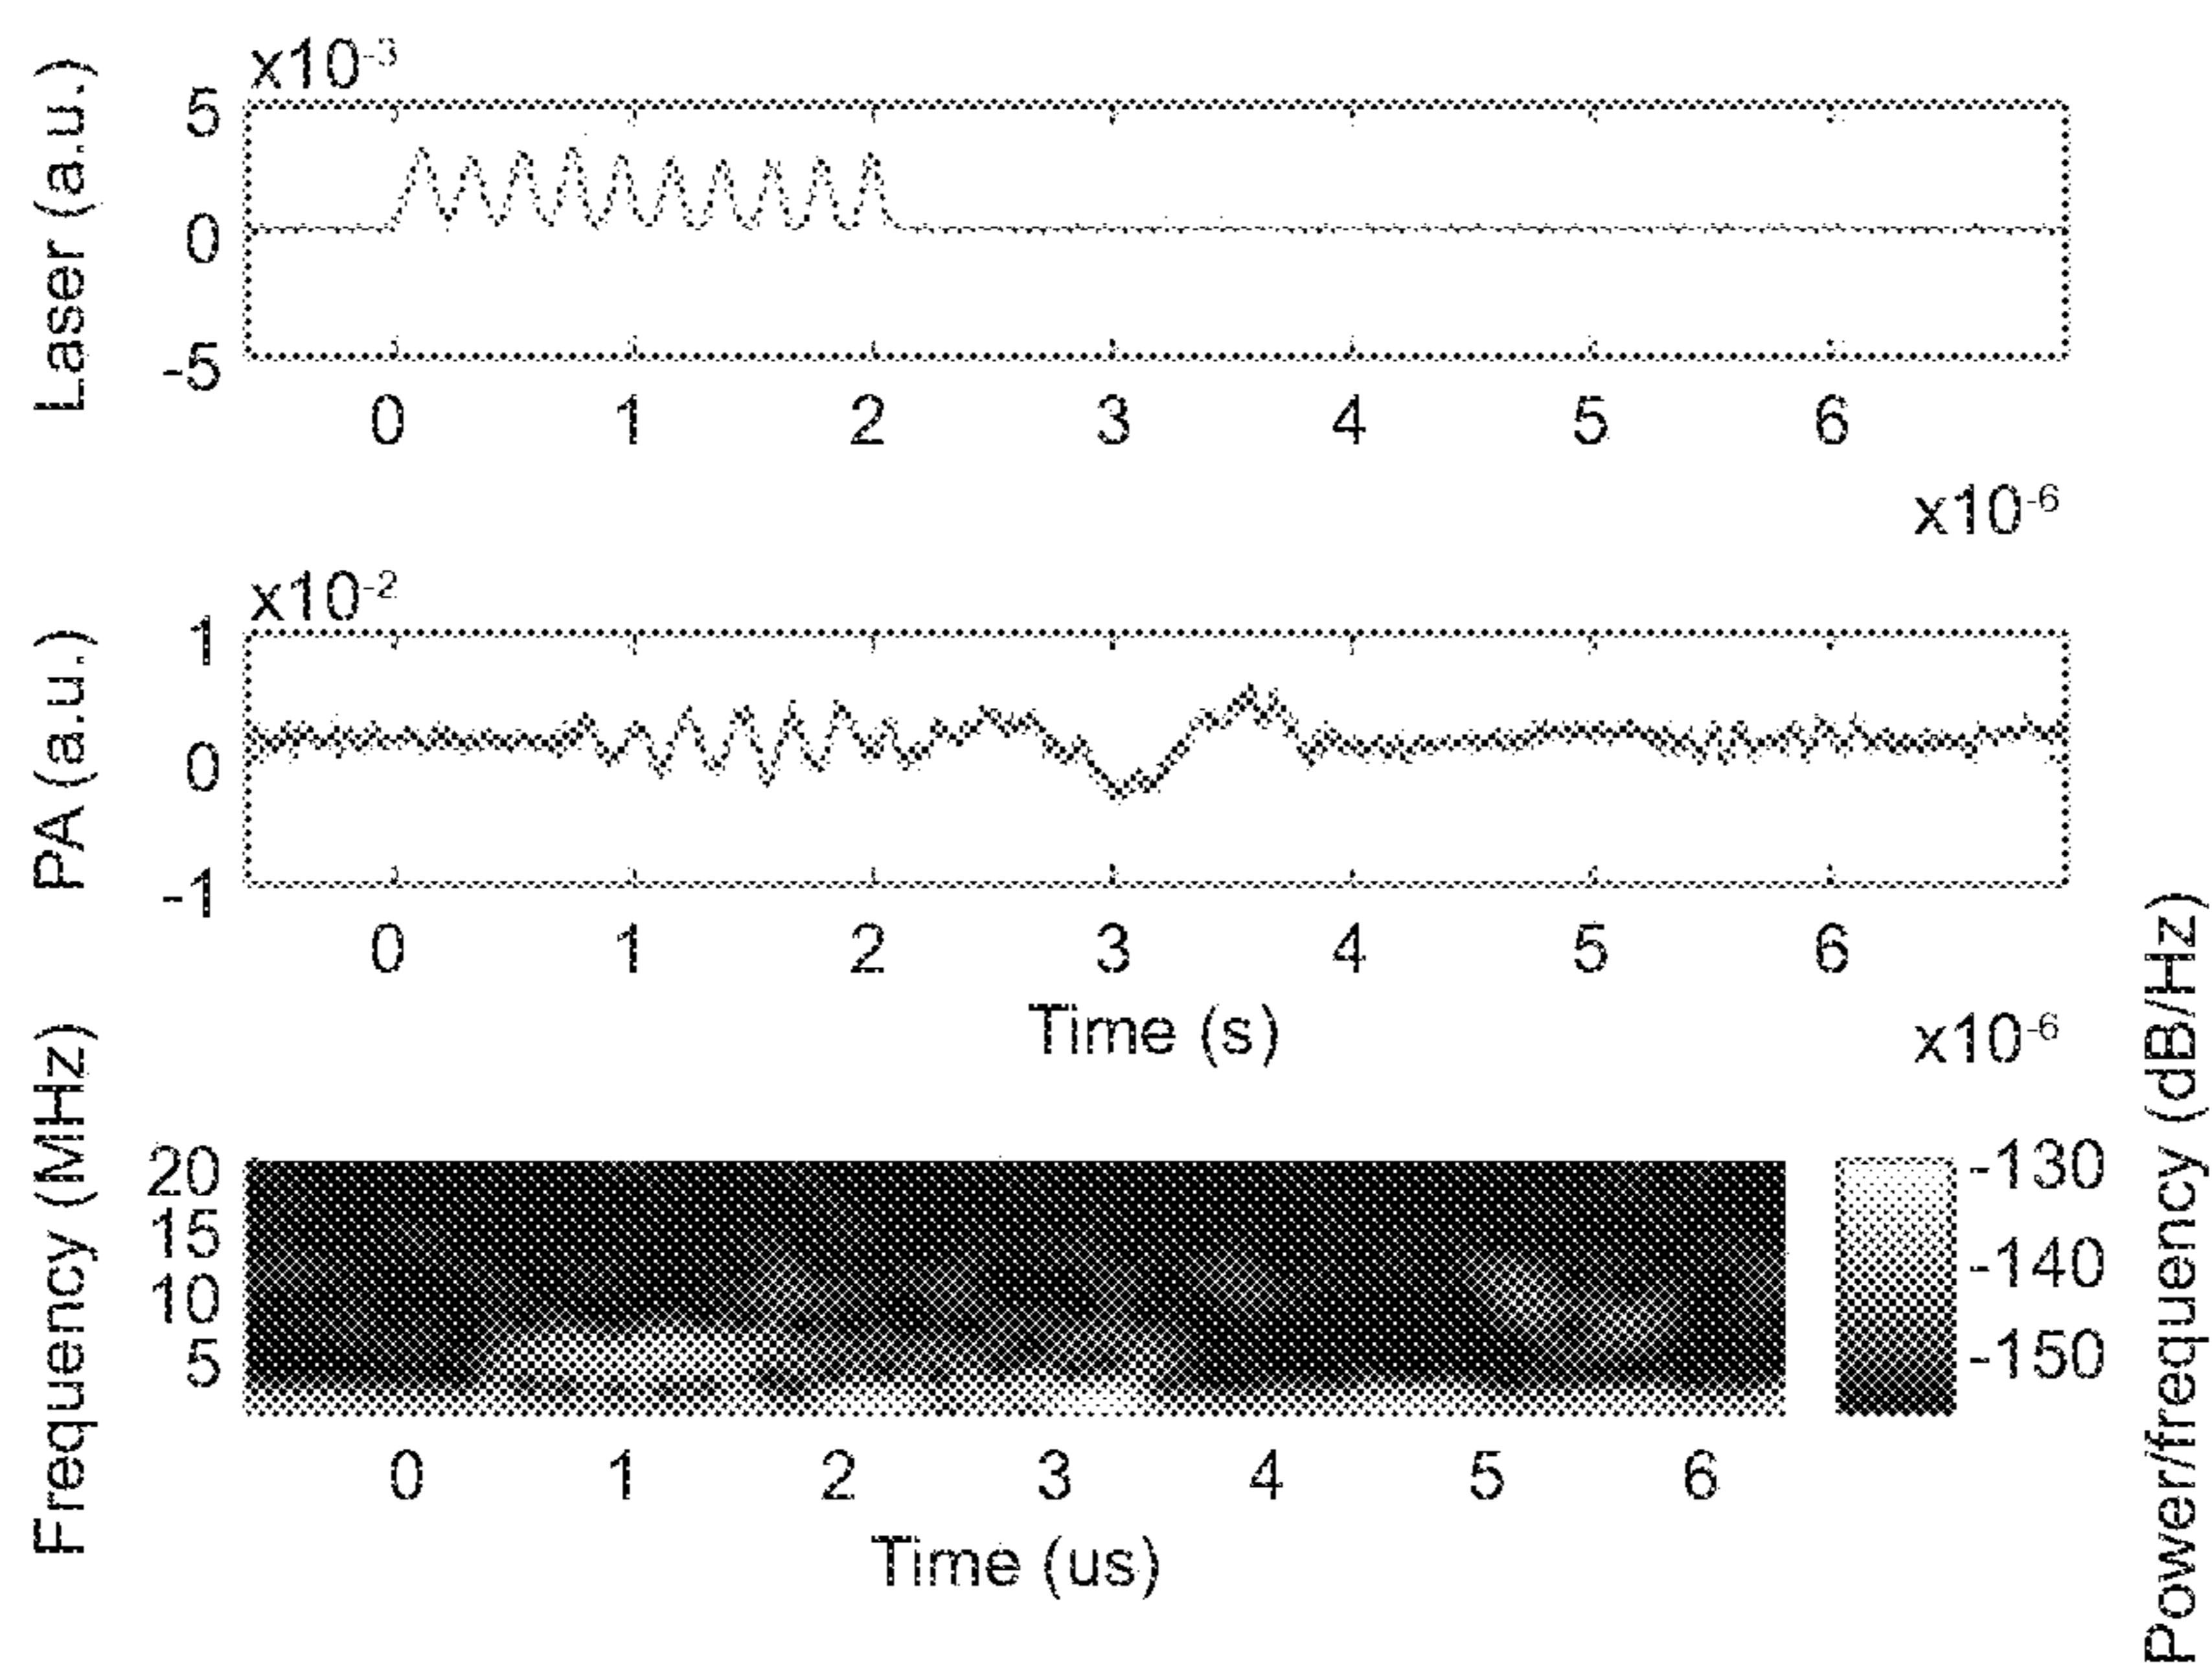 x10-3
Laser (a.u.)
5
0
-5
0 1 2 3 4 5 6
x10-6
x10-2
PA (a.u.)
1
0
-1
0 1 2 3 4 5 6
Time (s)
x10-6
Frequency (MHz)
20
15
10
5
0 1 2 3 4 5 6
Time (us)
-130
-140
-150
Power/frequency (dB/Hz)